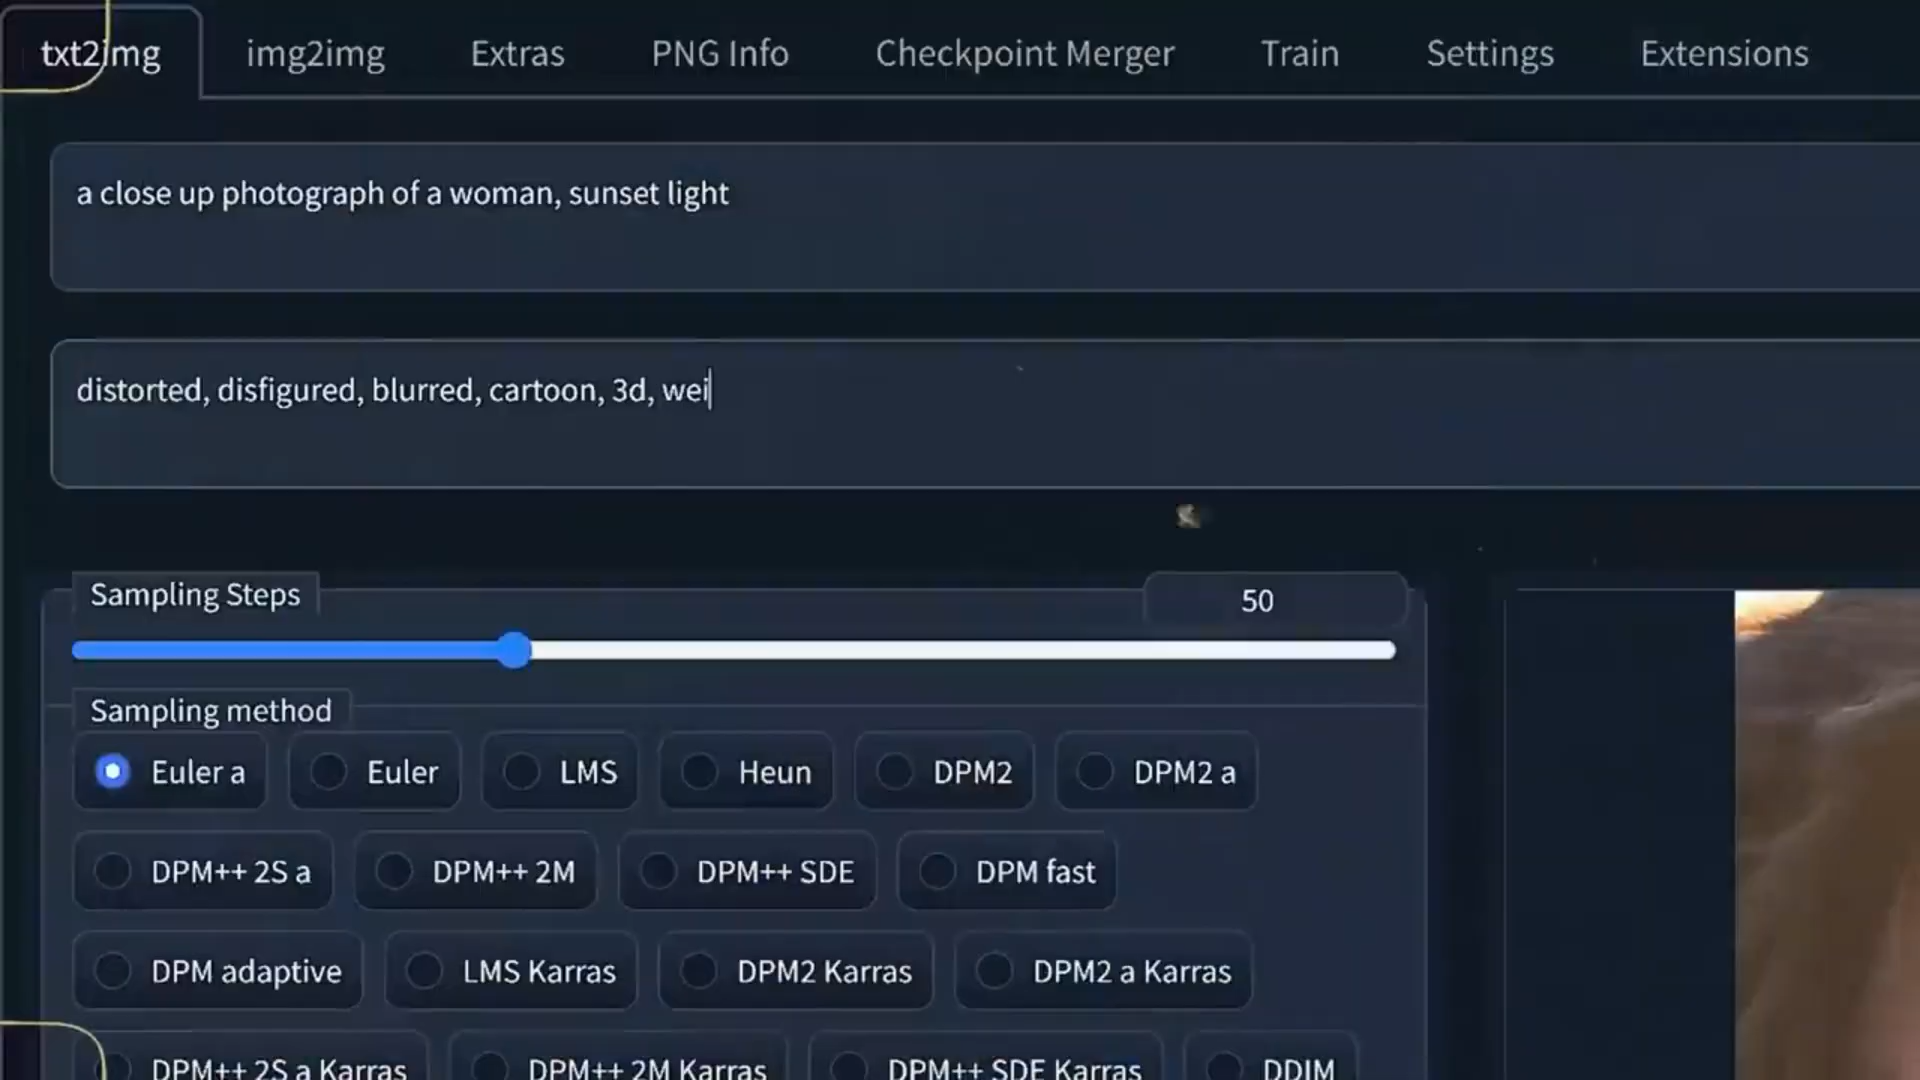 txt2img img2img Extras PNG Info Checkpoint Merger Train Settings Extensions
a close up photograph of a woman, sunset light
distorted, disfigured, blurred, cartoon, 3d, wei
Sampling Steps 50
Sampling method
Euler a Euler LMS Heun DPM2 DPM2 a
DPM++ 2S a DPM++ 2M DPM++ SDE DPM fast
DPM adaptive LMS Karras DPM2 Karras DPM2 a Karras
DPM++ 2S a Karras DPM++ 2M Karras DPM++ SDE Karras DDIM